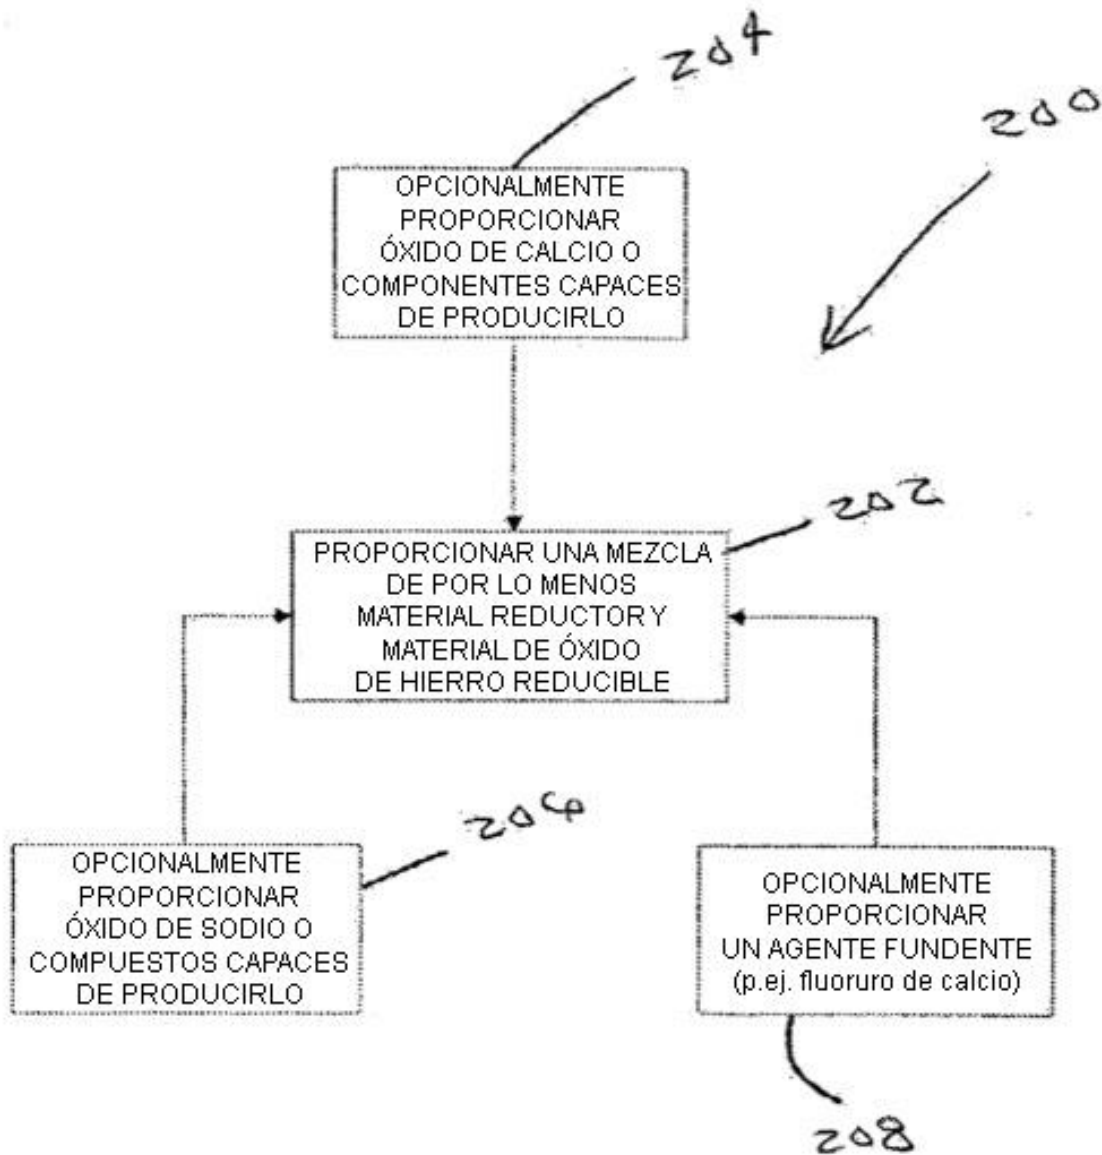 204
200
OPCIONALMENTE
PROPORCIONAR
ÓXIDO DE CALCIO O
COMPONENTES CAPACES
DE PRODUCIRLO
202
PROPORCIONAR UNA MEZCLA
DE POR LO MENOS
MATERIAL REDUCTOR Y
MATERIAL DE ÓXIDO
DE HIERRO REDUCIBLE
206
OPCIONALMENTE
PROPORCIONAR
ÓXIDO DE SODIO O
COMPUESTOS CAPACES
DE PRODUCIRLO
OPCIONALMENTE
PROPORCIONAR
UN AGENTE FUNDENTE
(p.ej. fluoruro de calcio)
208